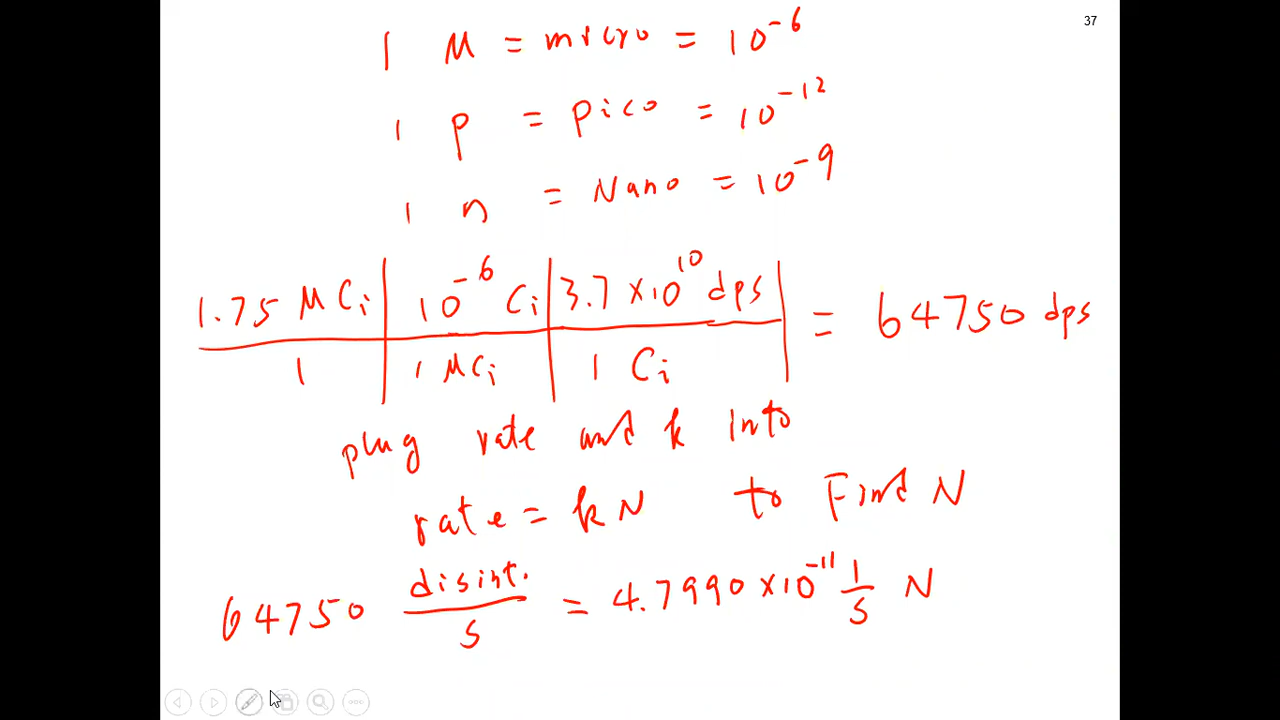 37
1 μ = micro = 10^-6
1 p = pico = 10^-12
1 n = Nano = 10^-9
1.75 μCi | 10^-6 Ci | 3.7 × 10^10 dps | = 64750 dps
1 | 1 μCi | 1 Ci |
plug rate and k into
rate = kN to Find N
64750 disint./s = 4.7990 × 10^-11 1/s N